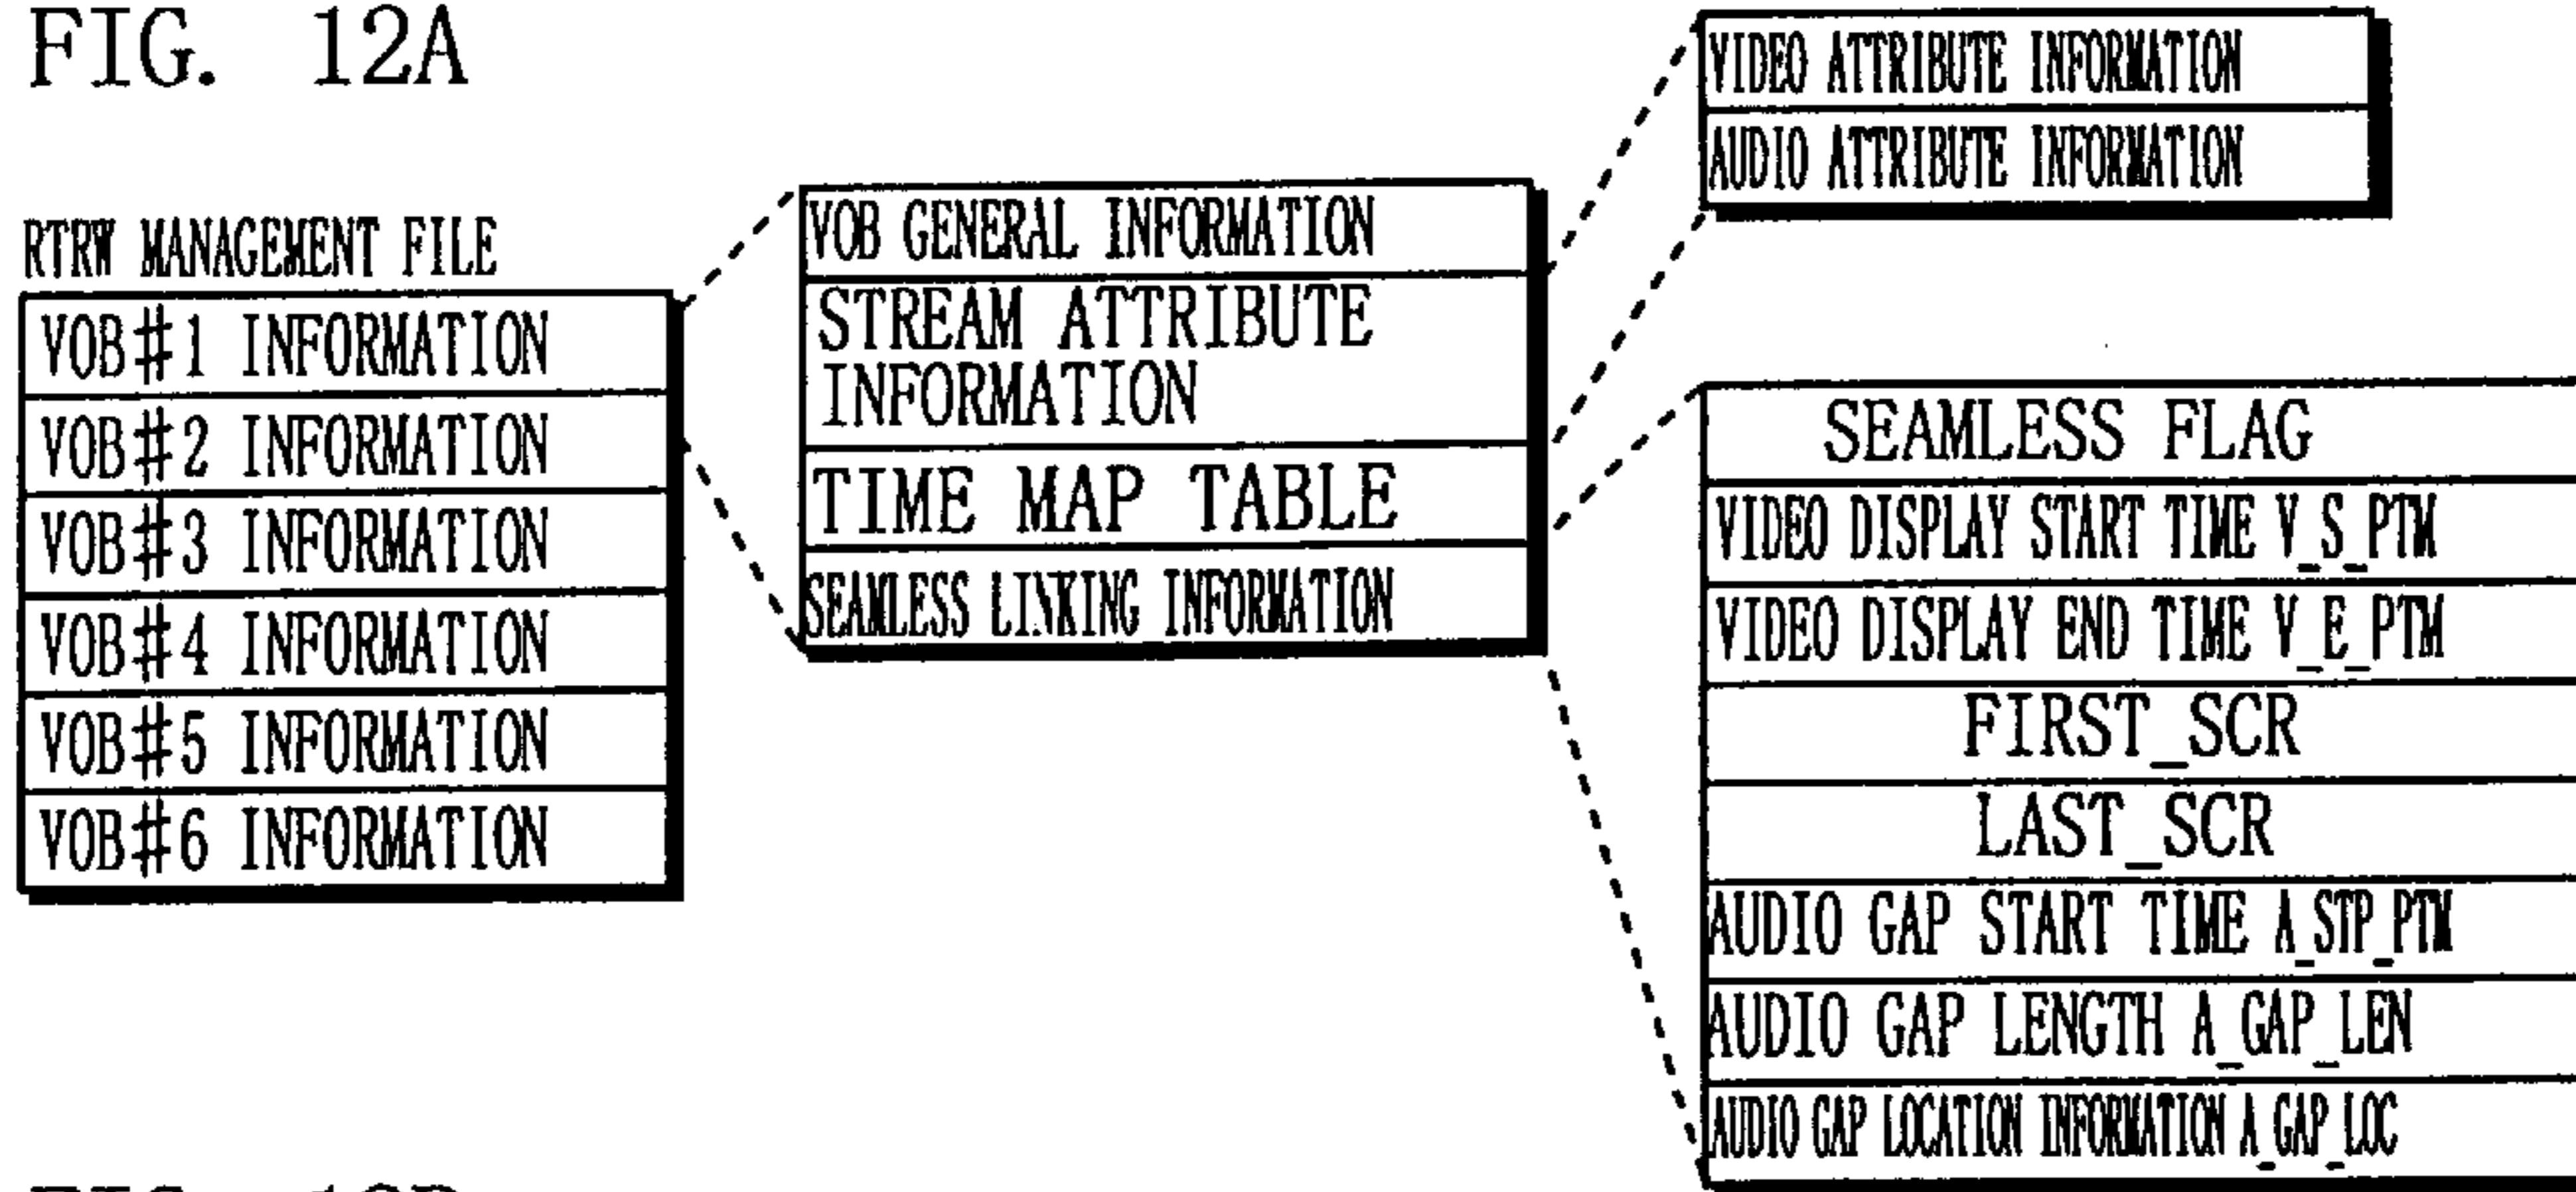 FIG. 12A
RTRW MANAGEMENT FILE
VOB#1 INFORMATION
VOB#2 INFORMATION
VOB#3 INFORMATION
VOB#4 INFORMATION
VOB#5 INFORMATION
VOB#6 INFORMATION
VOB GENERAL INFORMATION
STREAM ATTRIBUTE
INFORMATION
TIME MAP TABLE
SEAMLESS LINKING INFORMATION
VIDEO ATTRIBUTE INFORMATION
AUDIO ATTRIBUTE INFORMATION
SEAMLESS FLAG
VIDEO DISPLAY START TIME V_S_PTM
VIDEO DISPLAY END TIME V_E_PTM
FIRST_SCR
LAST_SCR
AUDIO GAP START TIME A_STP_PTM
AUDIO GAP LENGTH A_GAP_LEN
AUDIO GAP LOCATION INFORMATION A_GAP_LOC